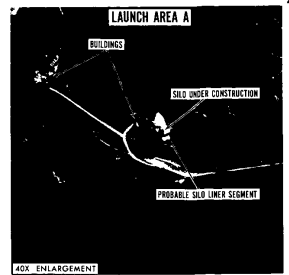 LAUNCH AREA A
BUILDINGS
SILO UNDER CONSTRUCTION
PROBABLE SILO LINER SEGMENT
40X ENLARGEMENT